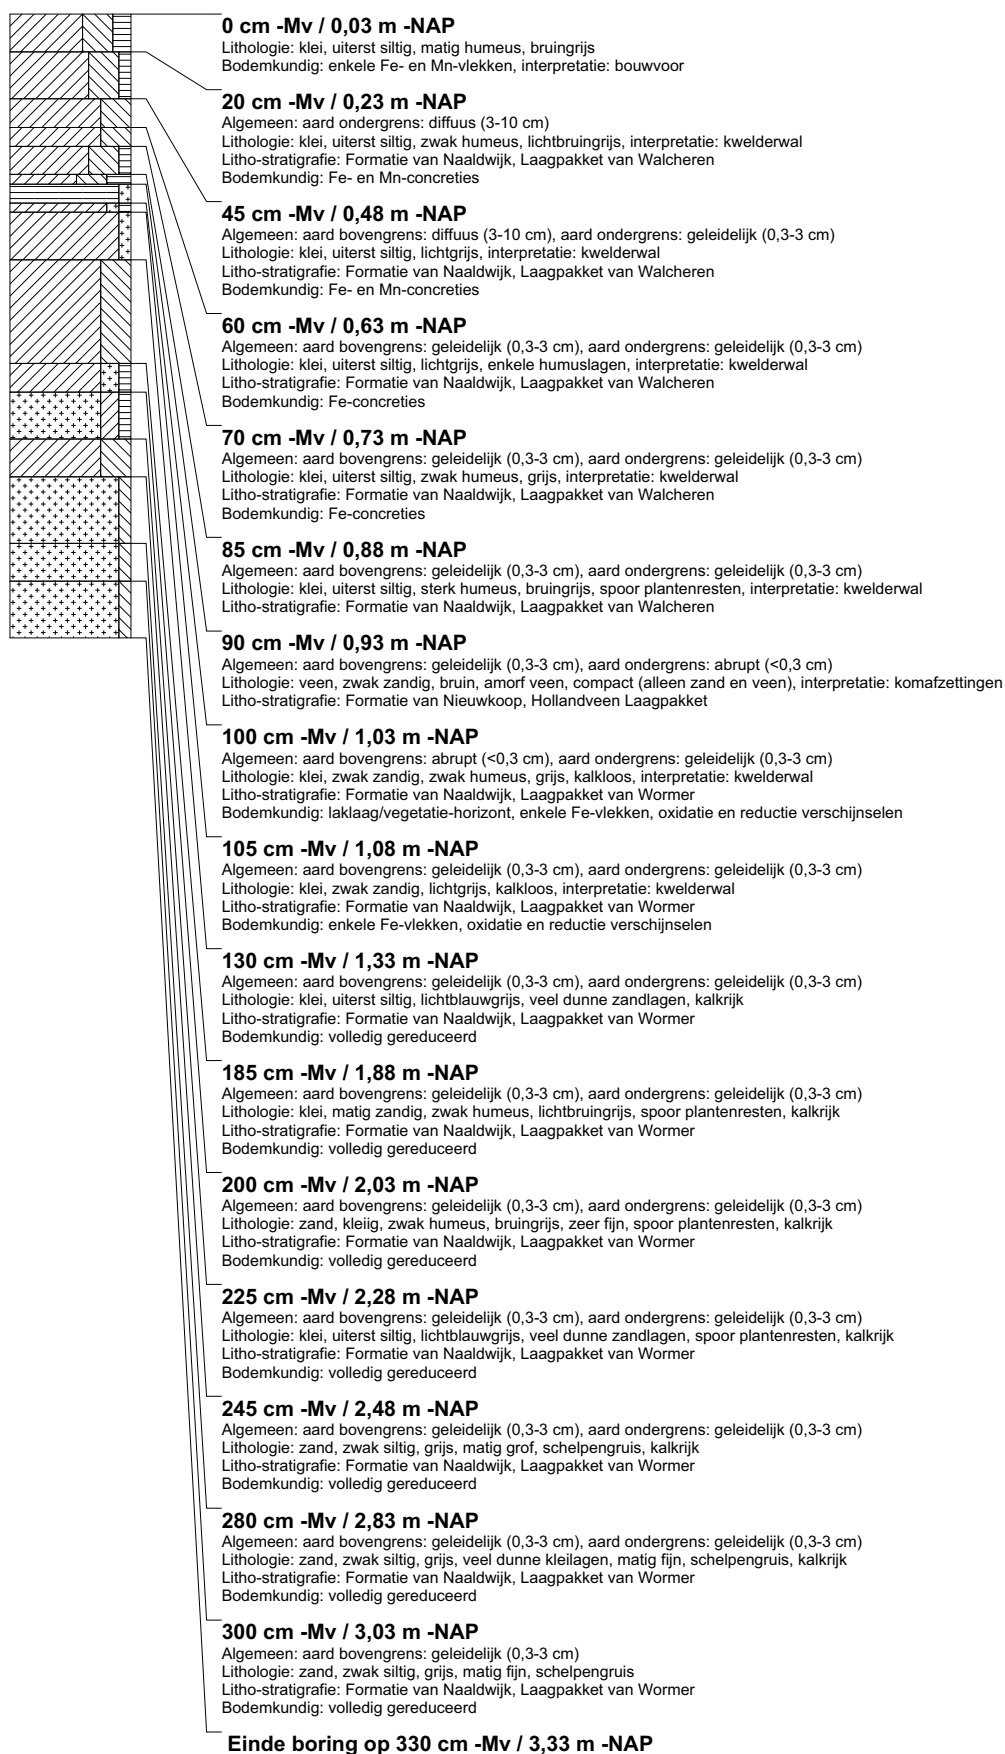 0 cm -Mv / 0,03 m -NAP
Lithologie: klei, uiterst siltig, matig humeus, bruingrijs
Bodemkundig: enkele Fe- en Mn-vlekken, interpretatie: bouwvoor
20 cm -Mv / 0,23 m -NAP
Algemeen: aard ondergrens: diffuus (3-10 cm)
Lithologie: klei, uiterst siltig, zwak humeus, lichtbruingrijs, interpretatie: kwelderwal
Litho-stratigrafie: Formatie van Naaldwijk, Laagpakket van Walcheren
Bodemkundig: Fe- en Mn-concreties
45 cm -Mv / 0,48 m -NAP
Algemeen: aard bovengrens: diffuus (3-10 cm), aard ondergrens: geleidelijk (0,3-3 cm)
Lithologie: klei, uiterst siltig, lichtgrijs, interpretatie: kwelderwal
Litho-stratigrafie: Formatie van Naaldwijk, Laagpakket van Walcheren
Bodemkundig: Fe- en Mn-concreties
60 cm -Mv / 0,63 m -NAP
Algemeen: aard bovengrens: geleidelijk (0,3-3 cm), aard ondergrens: geleidelijk (0,3-3 cm)
Lithologie: klei, uiterst siltig, lichtgrijs, enkele humuslagen, interpretatie: kwelderwal
Litho-stratigrafie: Formatie van Naaldwijk, Laagpakket van Walcheren
Bodemkundig: Fe-concreties
70 cm -Mv / 0,73 m -NAP
Algemeen: aard bovengrens: geleidelijk (0,3-3 cm), aard ondergrens: geleidelijk (0,3-3 cm)
Lithologie: klei, uiterst siltig, zwak humeus, grijs, interpretatie: kwelderwal
Litho-stratigrafie: Formatie van Naaldwijk, Laagpakket van Walcheren
Bodemkundig: Fe-concreties
85 cm -Mv / 0,88 m -NAP
Algemeen: aard bovengrens: geleidelijk (0,3-3 cm), aard ondergrens: geleidelijk (0,3-3 cm)
Lithologie: klei, uiterst siltig, sterk humeus, bruingrijs, spoor plantenresten, interpretatie: kwelderwal
Litho-stratigrafie: Formatie van Naaldwijk, Laagpakket van Walcheren
90 cm -Mv / 0,93 m -NAP
Algemeen: aard bovengrens: geleidelijk (0,3-3 cm), aard ondergrens: abrupt (<0,3 cm)
Lithologie: veen, zwak zandig, bruin, amorf veen, compact (alleen zand en veen), interpretatie: komafzettingen
Litho-stratigrafie: Formatie van Nieuwkoop, Hollandveen Laagpakket
100 cm -Mv / 1,03 m -NAP
Algemeen: aard bovengrens: abrupt (<0,3 cm), aard ondergrens: geleidelijk (0,3-3 cm)
Lithologie: klei, zwak zandig, zwak humeus, grijs, kalkloos, interpretatie: kwelderwal
Litho-stratigrafie: Formatie van Naaldwijk, Laagpakket van Wormer
Bodemkundig: laklaag/vegetatie-horizont, enkele Fe-vlekken, oxidatie en reductie verschijnselen
105 cm -Mv / 1,08 m -NAP
Algemeen: aard bovengrens: geleidelijk (0,3-3 cm), aard ondergrens: geleidelijk (0,3-3 cm)
Lithologie: klei, zwak zandig, lichtgrijs, kalkloos, interpretatie: kwelderwal
Litho-stratigrafie: Formatie van Naaldwijk, Laagpakket van Wormer
Bodemkundig: enkele Fe-vlekken, oxidatie en reductie verschijnselen
130 cm -Mv / 1,33 m -NAP
Algemeen: aard bovengrens: geleidelijk (0,3-3 cm), aard ondergrens: geleidelijk (0,3-3 cm)
Lithologie: klei, uiterst siltig, lichtblauwgrijs, veel dunne zandlagen, kalkrijk
Litho-stratigrafie: Formatie van Naaldwijk, Laagpakket van Wormer
Bodemkundig: volledig gereduceerd
185 cm -Mv / 1,88 m -NAP
Algemeen: aard bovengrens: geleidelijk (0,3-3 cm), aard ondergrens: geleidelijk (0,3-3 cm)
Lithologie: klei, matig zandig, zwak humeus, lichtbruingrijs, spoor plantenresten, kalkrijk
Litho-stratigrafie: Formatie van Naaldwijk, Laagpakket van Wormer
Bodemkundig: volledig gereduceerd
200 cm -Mv / 2,03 m -NAP
Algemeen: aard bovengrens: geleidelijk (0,3-3 cm), aard ondergrens: geleidelijk (0,3-3 cm)
Lithologie: zand, kleiig, zwak humeus, bruingrijs, zeer fijn, spoor plantenresten, kalkrijk
Litho-stratigrafie: Formatie van Naaldwijk, Laagpakket van Wormer
Bodemkundig: volledig gereduceerd
225 cm -Mv / 2,28 m -NAP
Algemeen: aard bovengrens: geleidelijk (0,3-3 cm), aard ondergrens: geleidelijk (0,3-3 cm)
Lithologie: klei, uiterst siltig, lichtblauwgrijs, veel dunne zandlagen, spoor plantenresten, kalkrijk
Litho-stratigrafie: Formatie van Naaldwijk, Laagpakket van Wormer
Bodemkundig: volledig gereduceerd
245 cm -Mv / 2,48 m -NAP
Algemeen: aard bovengrens: geleidelijk (0,3-3 cm), aard ondergrens: geleidelijk (0,3-3 cm)
Lithologie: zand, zwak siltig, grijs, matig grof, schelpengruis, kalkrijk
Litho-stratigrafie: Formatie van Naaldwijk, Laagpakket van Wormer
Bodemkundig: volledig gereduceerd
280 cm -Mv / 2,83 m -NAP
Algemeen: aard bovengrens: geleidelijk (0,3-3 cm), aard ondergrens: geleidelijk (0,3-3 cm)
Lithologie: zand, zwak siltig, grijs, veel dunne kleilagen, matig fijn, schelpengruis, kalkrijk
Litho-stratigrafie: Formatie van Naaldwijk, Laagpakket van Wormer
Bodemkundig: volledig gereduceerd
300 cm -Mv / 3,03 m -NAP
Algemeen: aard bovengrens: geleidelijk (0,3-3 cm)
Lithologie: zand, zwak siltig, grijs, matig fijn, schelpengruis
Litho-stratigrafie: Formatie van Naaldwijk, Laagpakket van Wormer
Bodemkundig: volledig gereduceerd
Einde boring op 330 cm -Mv / 3,33 m -NAP